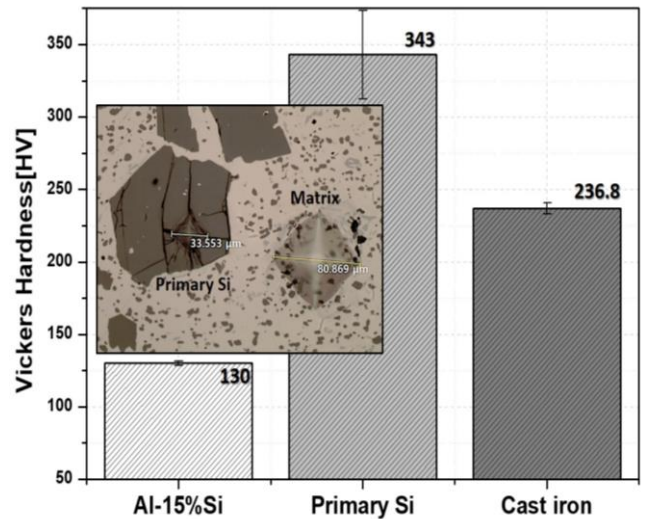 Vickers Hardness[HV]
350
300
250
200
150
100
50
343
236.8
130
Matrix
33.553 µm
80.869 µm
Primary Si
Al-15%Si
Primary Si
Cast iron